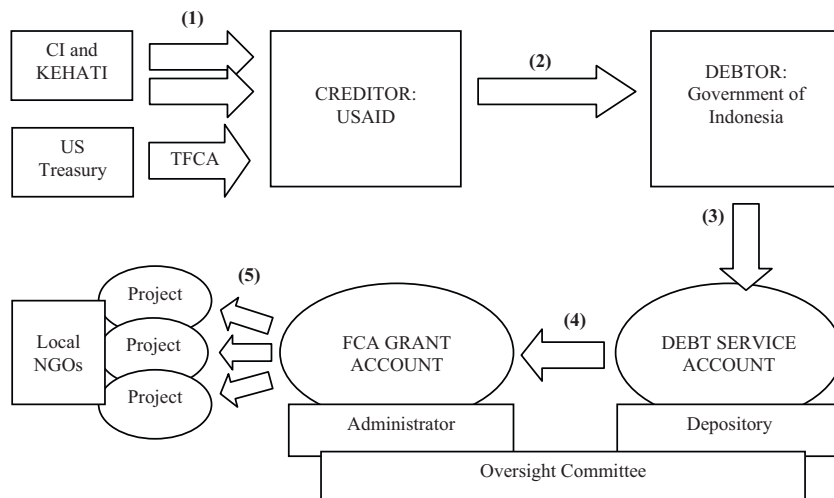 (1)
CI and
KEHATI
US
Treasury
TFCA
CREDITOR:
USAID
(2)
DEBTOR:
Government of
Indonesia
(3)
(5)
Local
NGOs
Project
Project
Project
FCA GRANT
ACCOUNT
(4)
DEBT SERVICE
ACCOUNT
Administrator
Depository
Oversight Committee